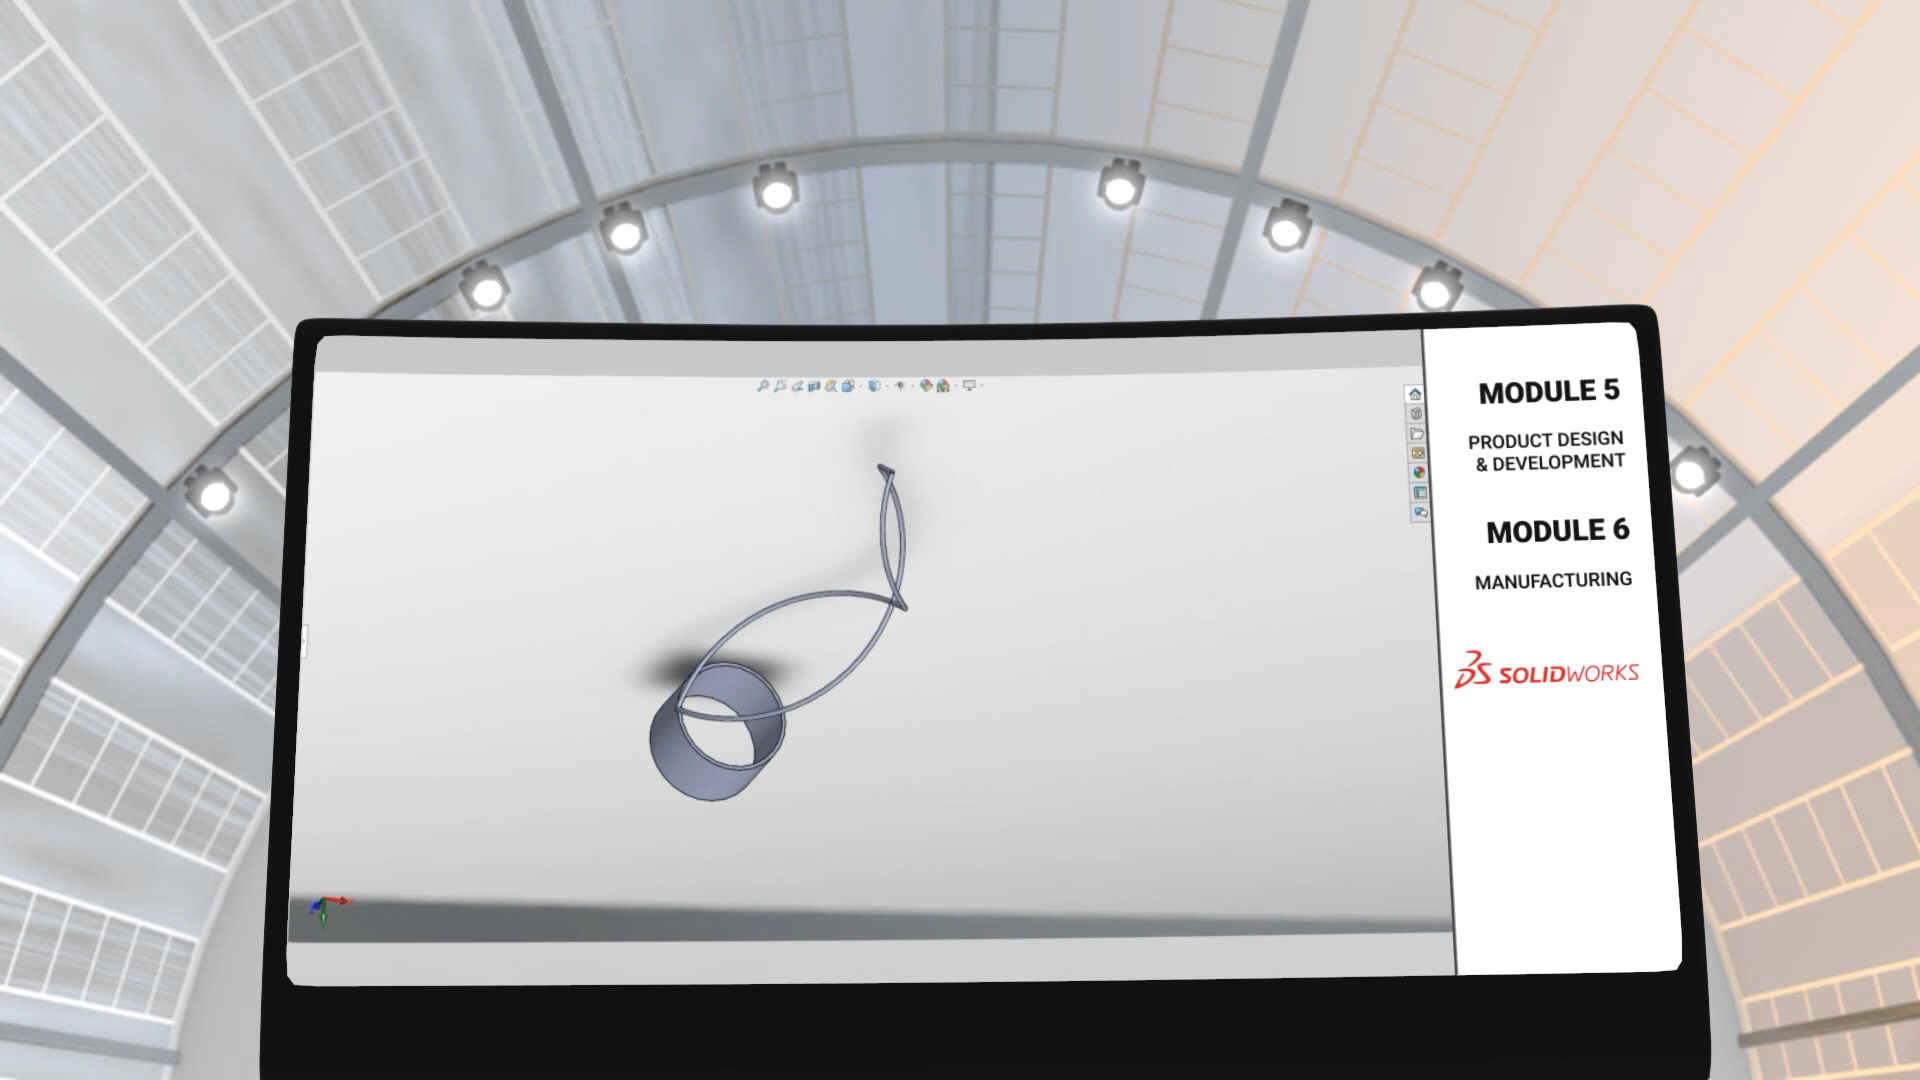 MODULE 5
PRODUCT DESIGN
& DEVELOPMENT
MODULE 6
MANUFACTURING
SOLIDWORKS